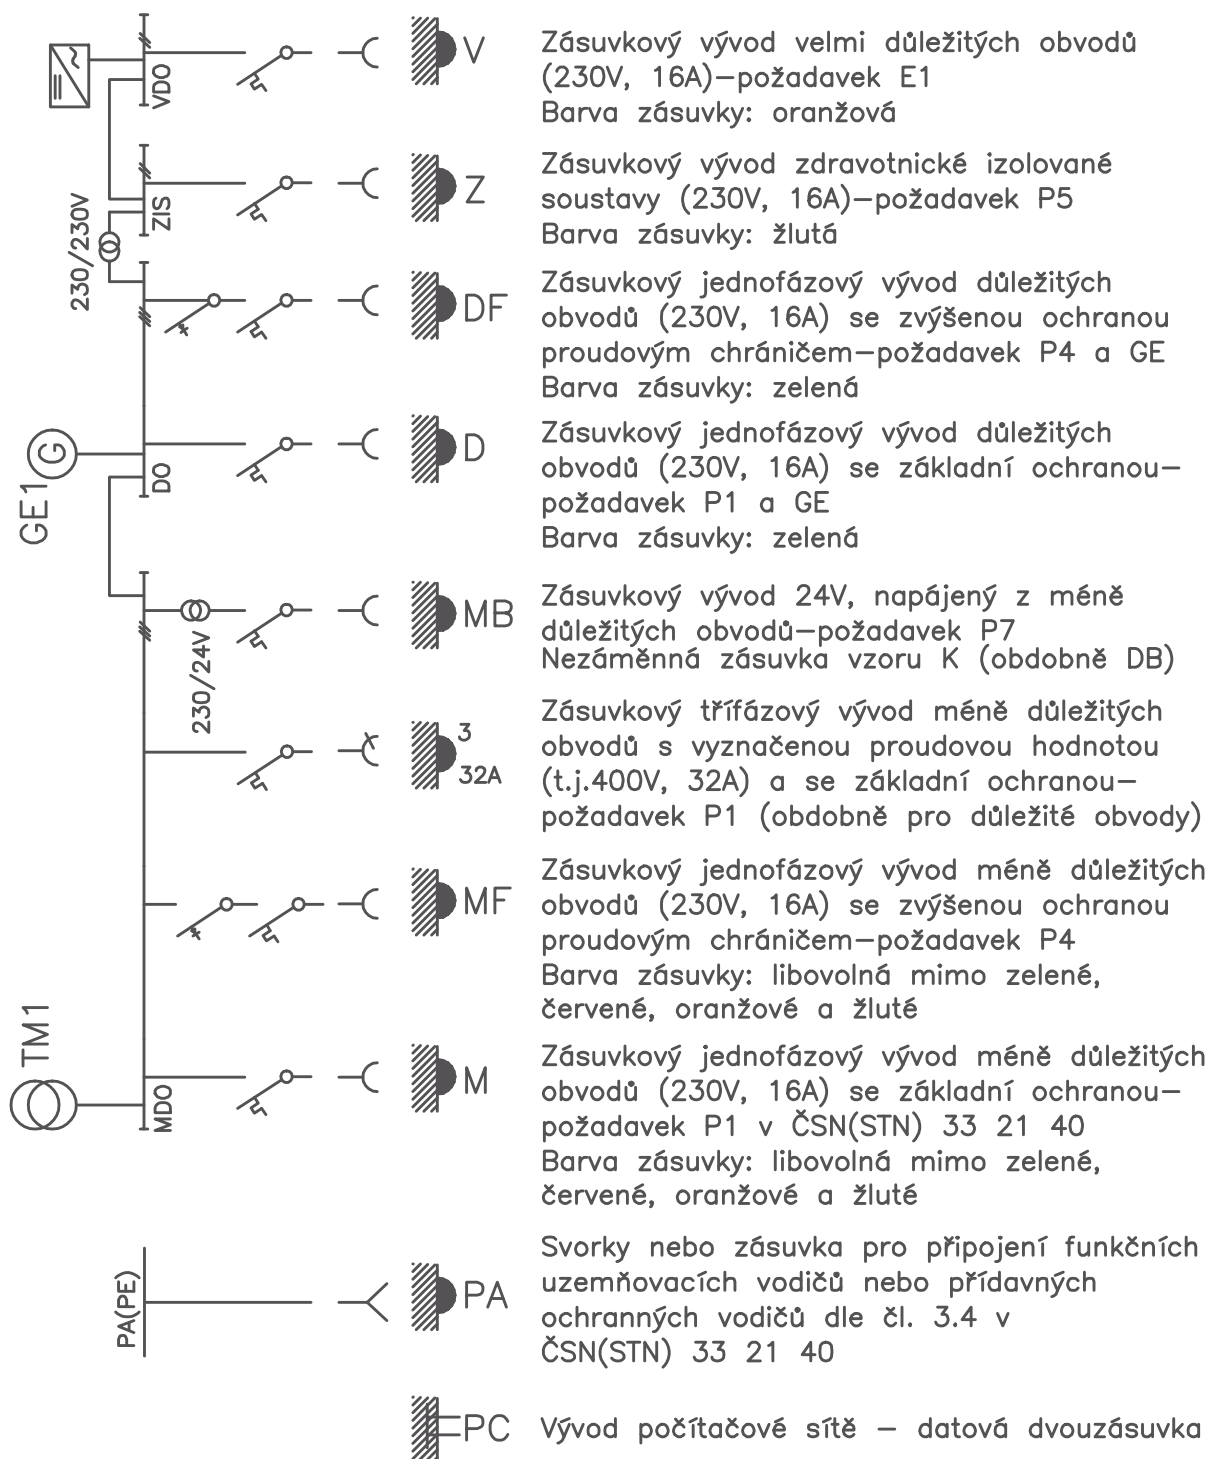 V
Zásuvkový vývod velmi důležitých obvodů
(230V, 16A)–požadavek E1
Barva zásuvky: oranžová
VDO
Z
Zásuvkový vývod zdravotnické izolované
soustavy (230V, 16A)–požadavek P5
Barva zásuvky: žlutá
ZIS
230/230V
DF
Zásuvkový jednofázový vývod důležitých
obvodů (230V, 16A) se zvýšenou ochranou
proudovým chráničem–požadavek P4 a GE
Barva zásuvky: zelená
G
GE1
DO
D
Zásuvkový jednofázový vývod důležitých
obvodů (230V, 16A) se základní ochranou–
požadavek P1 a GE
Barva zásuvky: zelená
230/24V
MB
Zásuvkový vývod 24V, napájený z méně
důležitých obvodů–požadavek P7
Nezáměnná zásuvka vzoru K (obdobně DB)
3
32A
Zásuvkový třífázový vývod méně důležitých
obvodů s vyznačenou proudovou hodnotou
(t.j.400V, 32A) a se základní ochranou–
požadavek P1 (obdobně pro důležité obvody)
MF
Zásuvkový jednofázový vývod méně důležitých
obvodů (230V, 16A) se zvýšenou ochranou
proudovým chráničem–požadavek P4
Barva zásuvky: libovolná mimo zelené,
červené, oranžové a žluté
TM1
MDO
M
Zásuvkový jednofázový vývod méně důležitých
obvodů (230V, 16A) se základní ochranou–
požadavek P1 v ČSN(STN) 33 21 40
Barva zásuvky: libovolná mimo zelené,
červené, oranžové a žluté
PA(PE)
PA
Svorky nebo zásuvka pro připojení funkčních
uzemňovacích vodičů nebo přídavných
ochranných vodičů dle čl. 3.4 v
ČSN(STN) 33 21 40
PC
Vývod počítačové sítě – datová dvouzásuvka